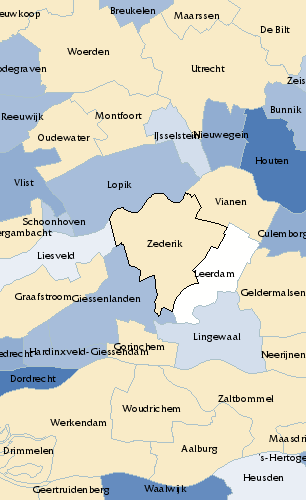 Breukelen
euwkoop
Maarssen
De Bilt
Woerden
Utrecht
odegraven
Zeis
Bunnik
Reeuwijk
Montfoort
IJsselstein
Nieuwegein
Oudewater
Houten
Vlist
Lopik
Vianen
Schoonhoven
ergambacht
Culemborg
Zederik
Liesveld
Leerdam
Graafstroom
Giessenlanden
Geldermalsen
Lingewaal
Gorinchem
edrecht
Hardinxveld-Giessendam
Neerijnen
Dordrecht
Zaltbommel
Woudrichem
Werkendam
Maasdri
Drimmelen
Aalburg
's-Hertoge
Heusden
Geertruidenberg
Waalwijk